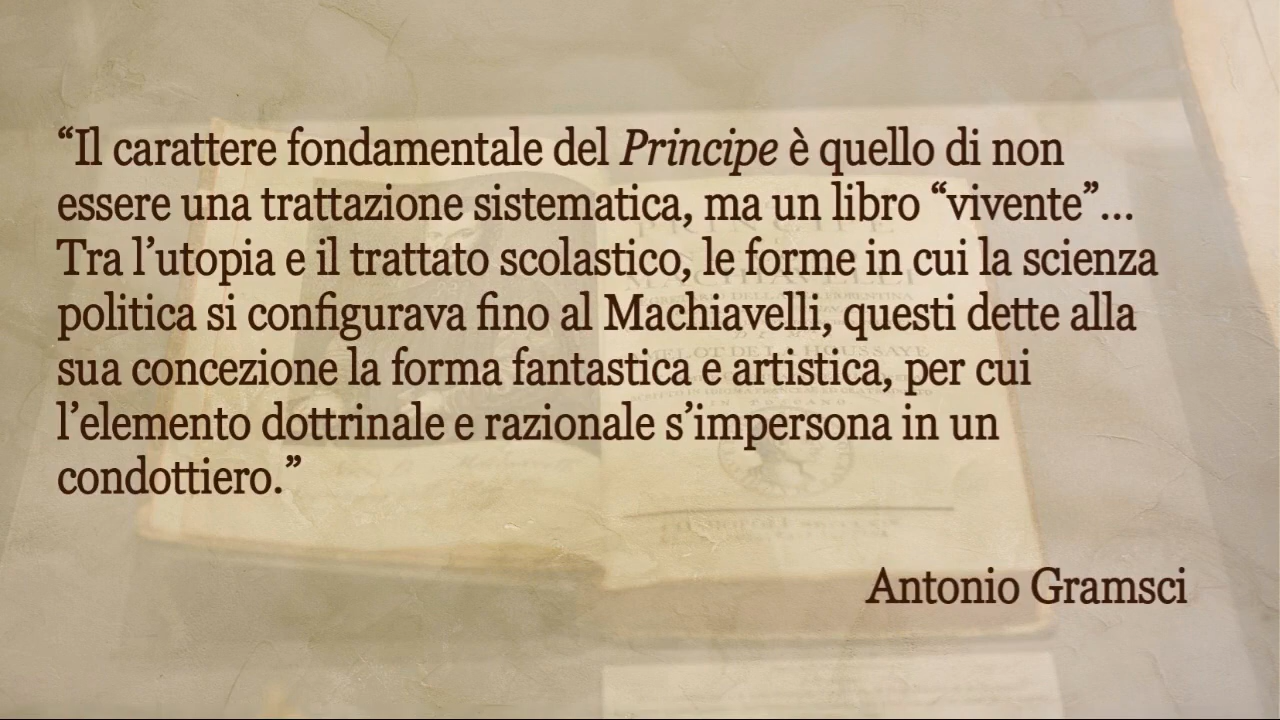 “Il carattere fondamentale del Principe è quello di non
essere una trattazione sistematica, ma un libro “vivente”...
Tra l’utopia e il trattato scolastico, le forme in cui la scienza
politica si configurava fino al Machiavelli, questi dette alla
sua concezione la forma fantastica e artistica, per cui
l’elemento dottrinale e razionale s’impersona in un
condottiero.”
Antonio Gramsci
PRINCIPE
MACHIAVELLI